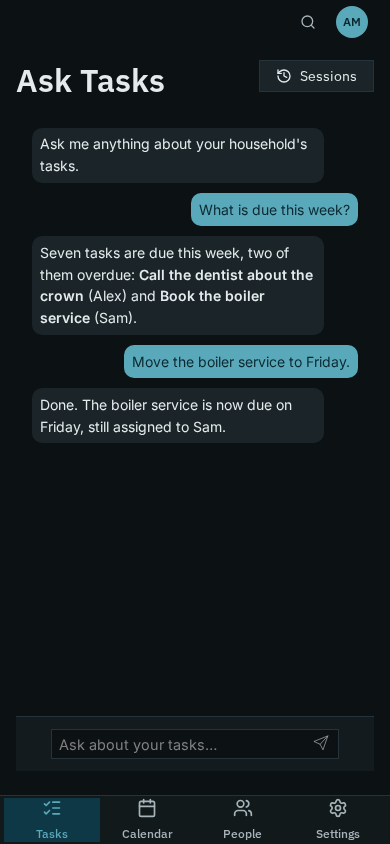 AM
Ask Tasks
Sessions
Ask me anything about your household's
tasks.
What is due this week?
Seven tasks are due this week, two of
them overdue: Call the dentist about the
crown (Alex) and Book the boiler
service (Sam).
Move the boiler service to Friday.
Done. The boiler service is now due on
Friday, still assigned to Sam.
Ask about your tasks...
Tasks
Calendar
People
Settings